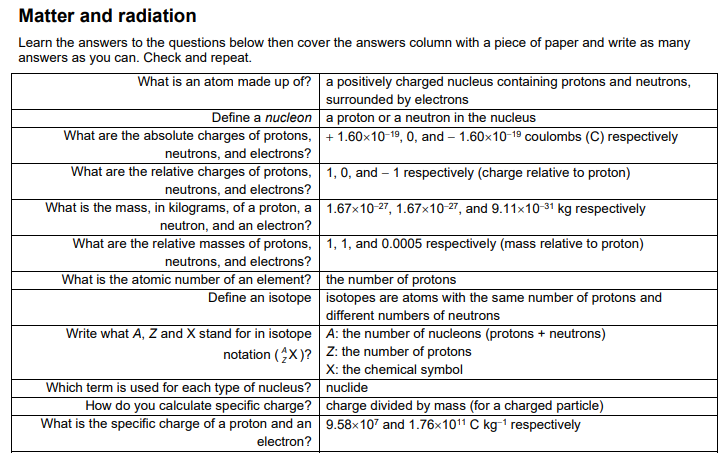 Matter and radiation
Learn the answers to the questions below then cover the answers column with a piece of paper and write as many
answers as you can. Check and repeat.
What is an atom made up of?
a positively charged nucleus containing protons and neutrons,
surrounded by electrons
Define a nucleon
a proton or a neutron in the nucleus
What are the absolute charges of protons,
neutrons, and electrons?
+ 1.60×10⁻¹⁹, 0, and – 1.60×10⁻¹⁹ coulombs (C) respectively
What are the relative charges of protons,
neutrons, and electrons?
1, 0, and – 1 respectively (charge relative to proton)
What is the mass, in kilograms, of a proton, a
neutron, and an electron?
1.67×10⁻²⁷, 1.67×10⁻²⁷, and 9.11×10⁻³¹ kg respectively
What are the relative masses of protons,
neutrons, and electrons?
1, 1, and 0.0005 respectively (mass relative to proton)
What is the atomic number of an element?
the number of protons
Define an isotope
isotopes are atoms with the same number of protons and
different numbers of neutrons
Write what A, Z and X stand for in isotope
notation (ᴬ_ZX)?
A: the number of nucleons (protons + neutrons)
Z: the number of protons
X: the chemical symbol
Which term is used for each type of nucleus?
nuclide
How do you calculate specific charge?
charge divided by mass (for a charged particle)
What is the specific charge of a proton and an
electron?
9.58×10⁷ and 1.76×10¹¹ C kg⁻¹ respectively